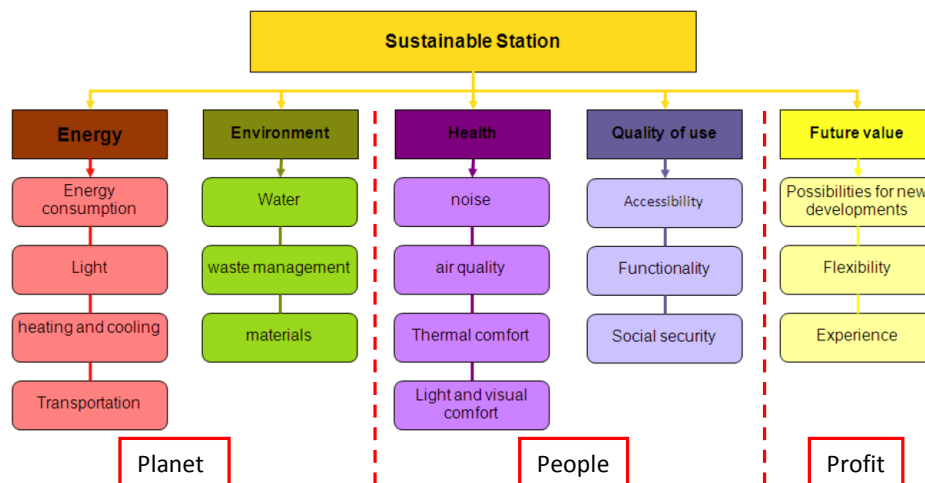 Sustainable Station
Energy
Environment
Health
Quality of use
Future value
Energy
consumption
Light
heating and cooling
Transportation
Water
waste management
materials
noise
air quality
Thermal comfort
Light and visual
comfort
Accessibility
Functionality
Social security
Possibilities for new
developments
Flexibility
Experience
Planet
People
Profit